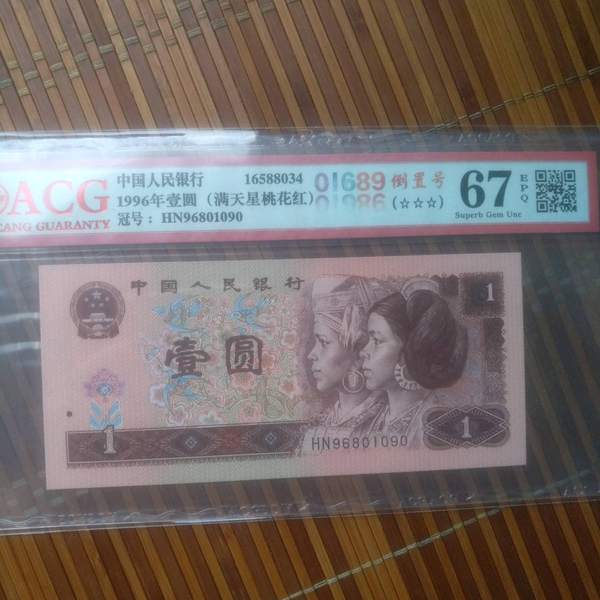 ACG
CANG GUARANTY
中国人民银行 16588034
1996年壹圆（满天星桃花红）
冠号：HN96801090
01689 倒置号
(☆☆☆)
67
EPQ
Superb Gem Unc
中国人民银行
1
壹圆
1
HN96801090
1